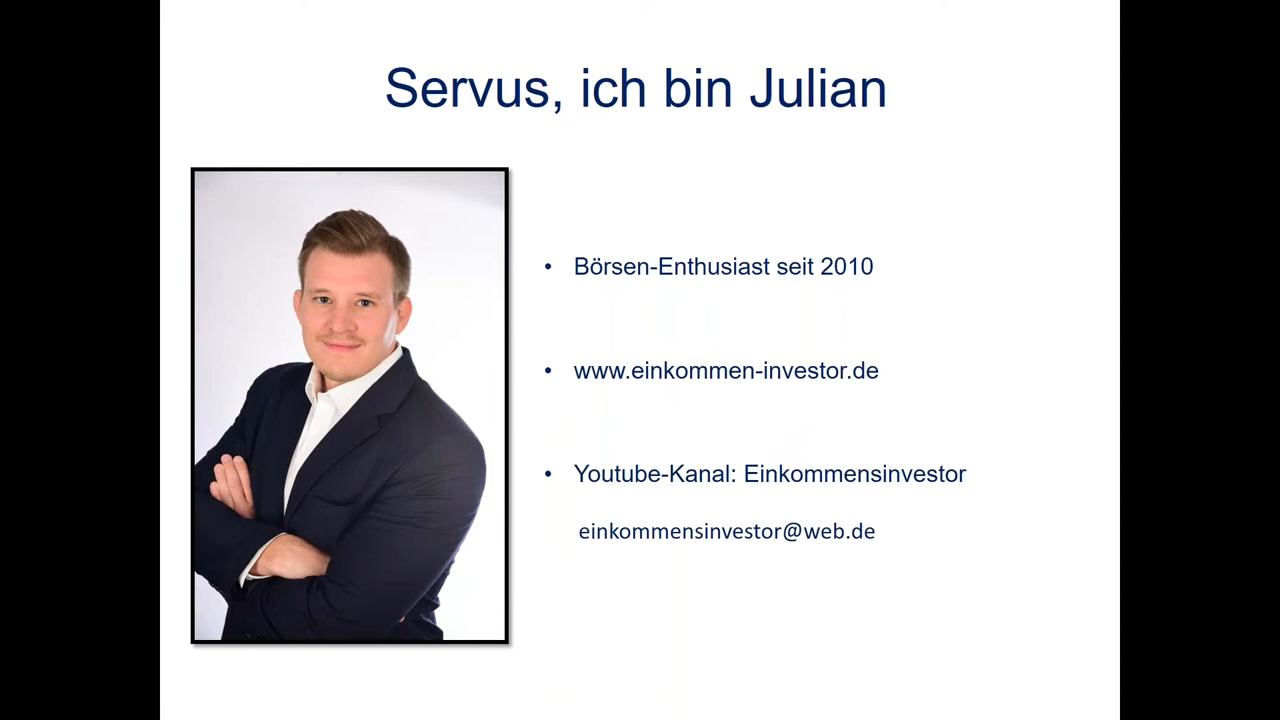 Servus, ich bin Julian
• Börsen-Enthusiast seit 2010
• www.einkommen-investor.de
• Youtube-Kanal: Einkommensinvestor
einkommensinvestor@web.de